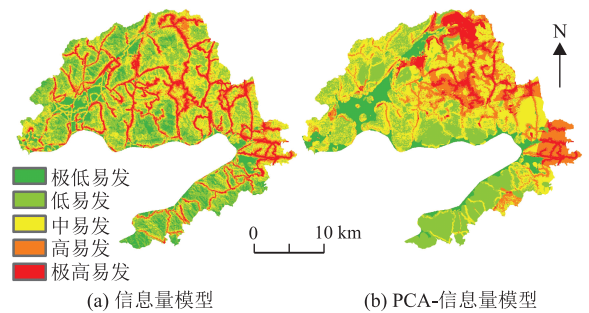 N
极低易发
低易发
中易发
高易发
极高易发
0 10 km
(a) 信息量模型
(b) PCA-信息量模型